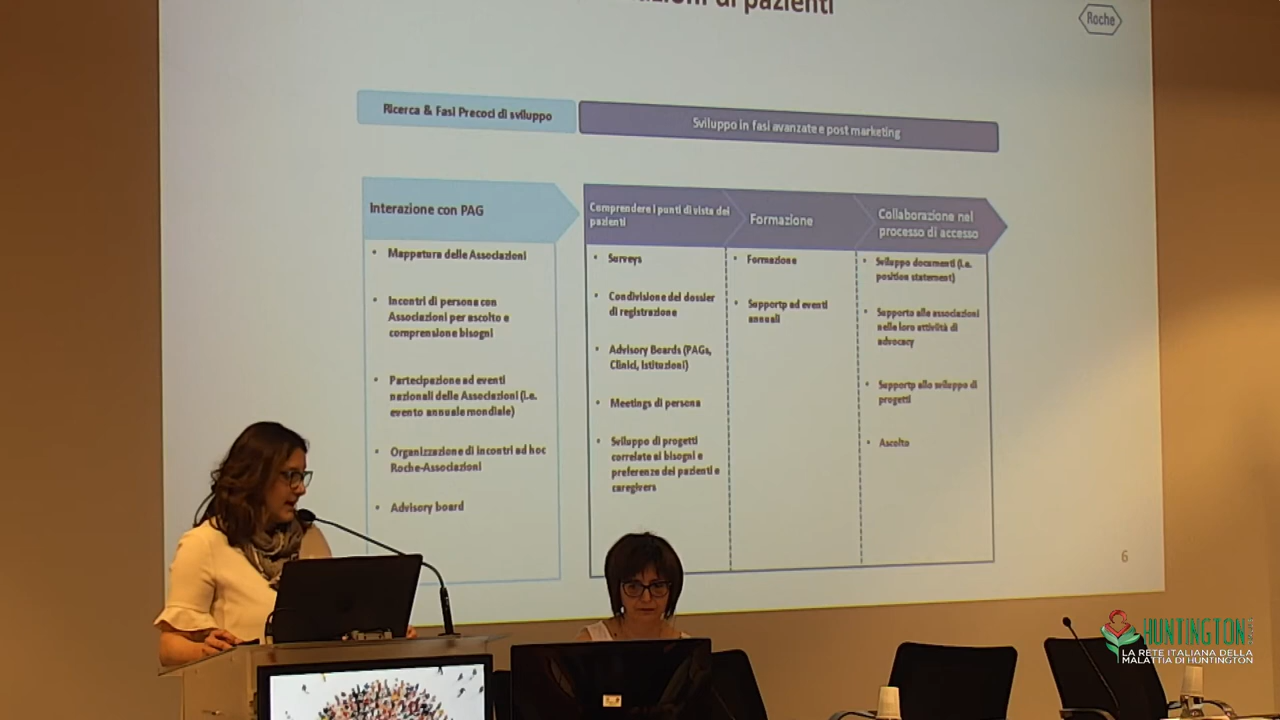 di pazienti
Roche
Ricerca & Fasi Precoci di sviluppo
Sviluppo in fasi avanzate e post marketing
Interazione con PAG
• Mappatura delle Associazioni
• Incontri di persona con
Associazioni per ascolto e
comprensione bisogni
• Partecipazione ad eventi
nazionali delle Associazioni (i.e.
evento annuale mondiale)
• Organizzazione di incontri ad hoc
Roche-Associazioni
• Advisory board
Comprendere i punti di vista dei
pazienti
• Surveys
• Condivisione del dossier
di registrazione
• Advisory Boards (PAGs,
Clinici, Istituzioni)
• Meetings di persona
• Sviluppo di progetti
correlate ai bisogni e
preferenze dei pazienti e
caregivers
Formazione
• Formazione
• Supportp ad eventi
annuali
Collaborazione nel
processo di accesso
• Sviluppo documenti (i.e.
position statement)
• Supporto alle associazioni
nelle loro attività di
advocacy
• Supportp allo sviluppo di
progetti
• Ascolto
6
HUNTINGTON
LA RETE ITALIANA DELLA
MALATTIA DI HUNTINGTON